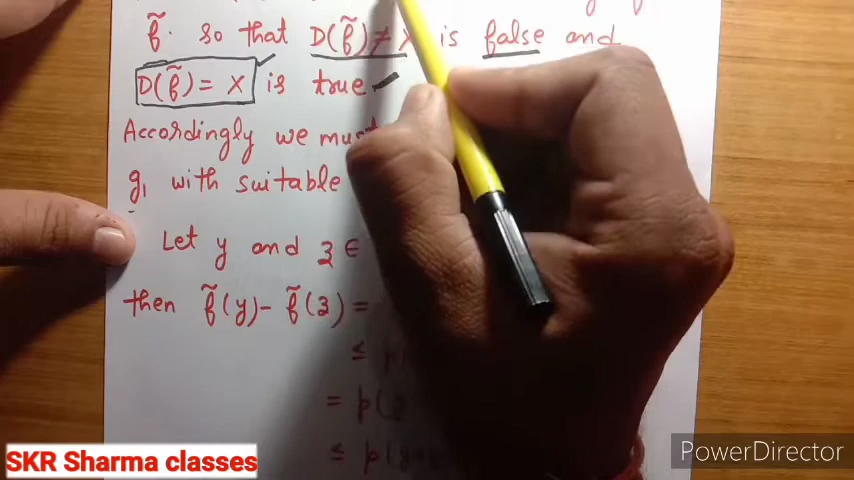 f̃. so that D(f̃) ≠ X is false and
D(f̃) = X is true
Accordingly we must
g₁ with suitable
Let y and z ∈
then f̃(y) - f̃(z) =
≤ p
= p(
≤ p(y
SKR Sharma classes
PowerDirector